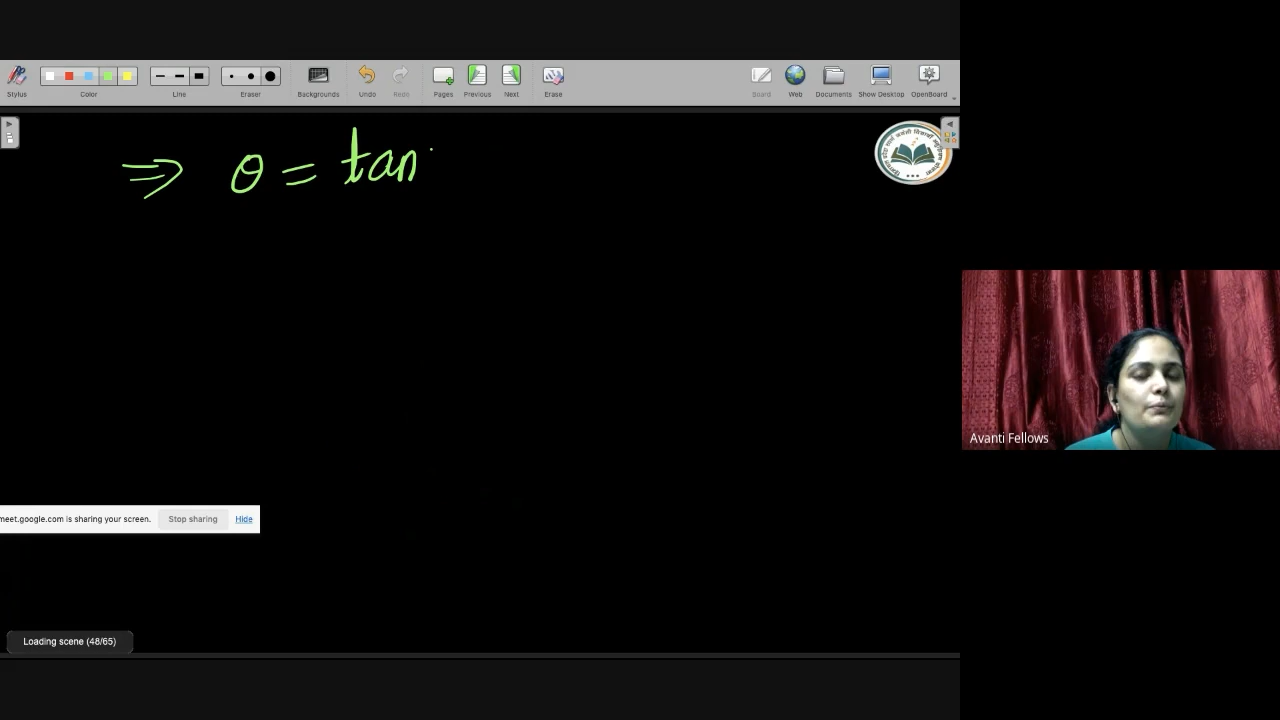 Stylus Color Line Eraser Backgrounds Undo Redo Pages Previous Next Erase Board Web Documents Show Desktop OpenBoard
⇒ θ = tan
Avanti Fellows
meet.google.com is sharing your screen. Stop sharing Hide
Loading scene (48/65)